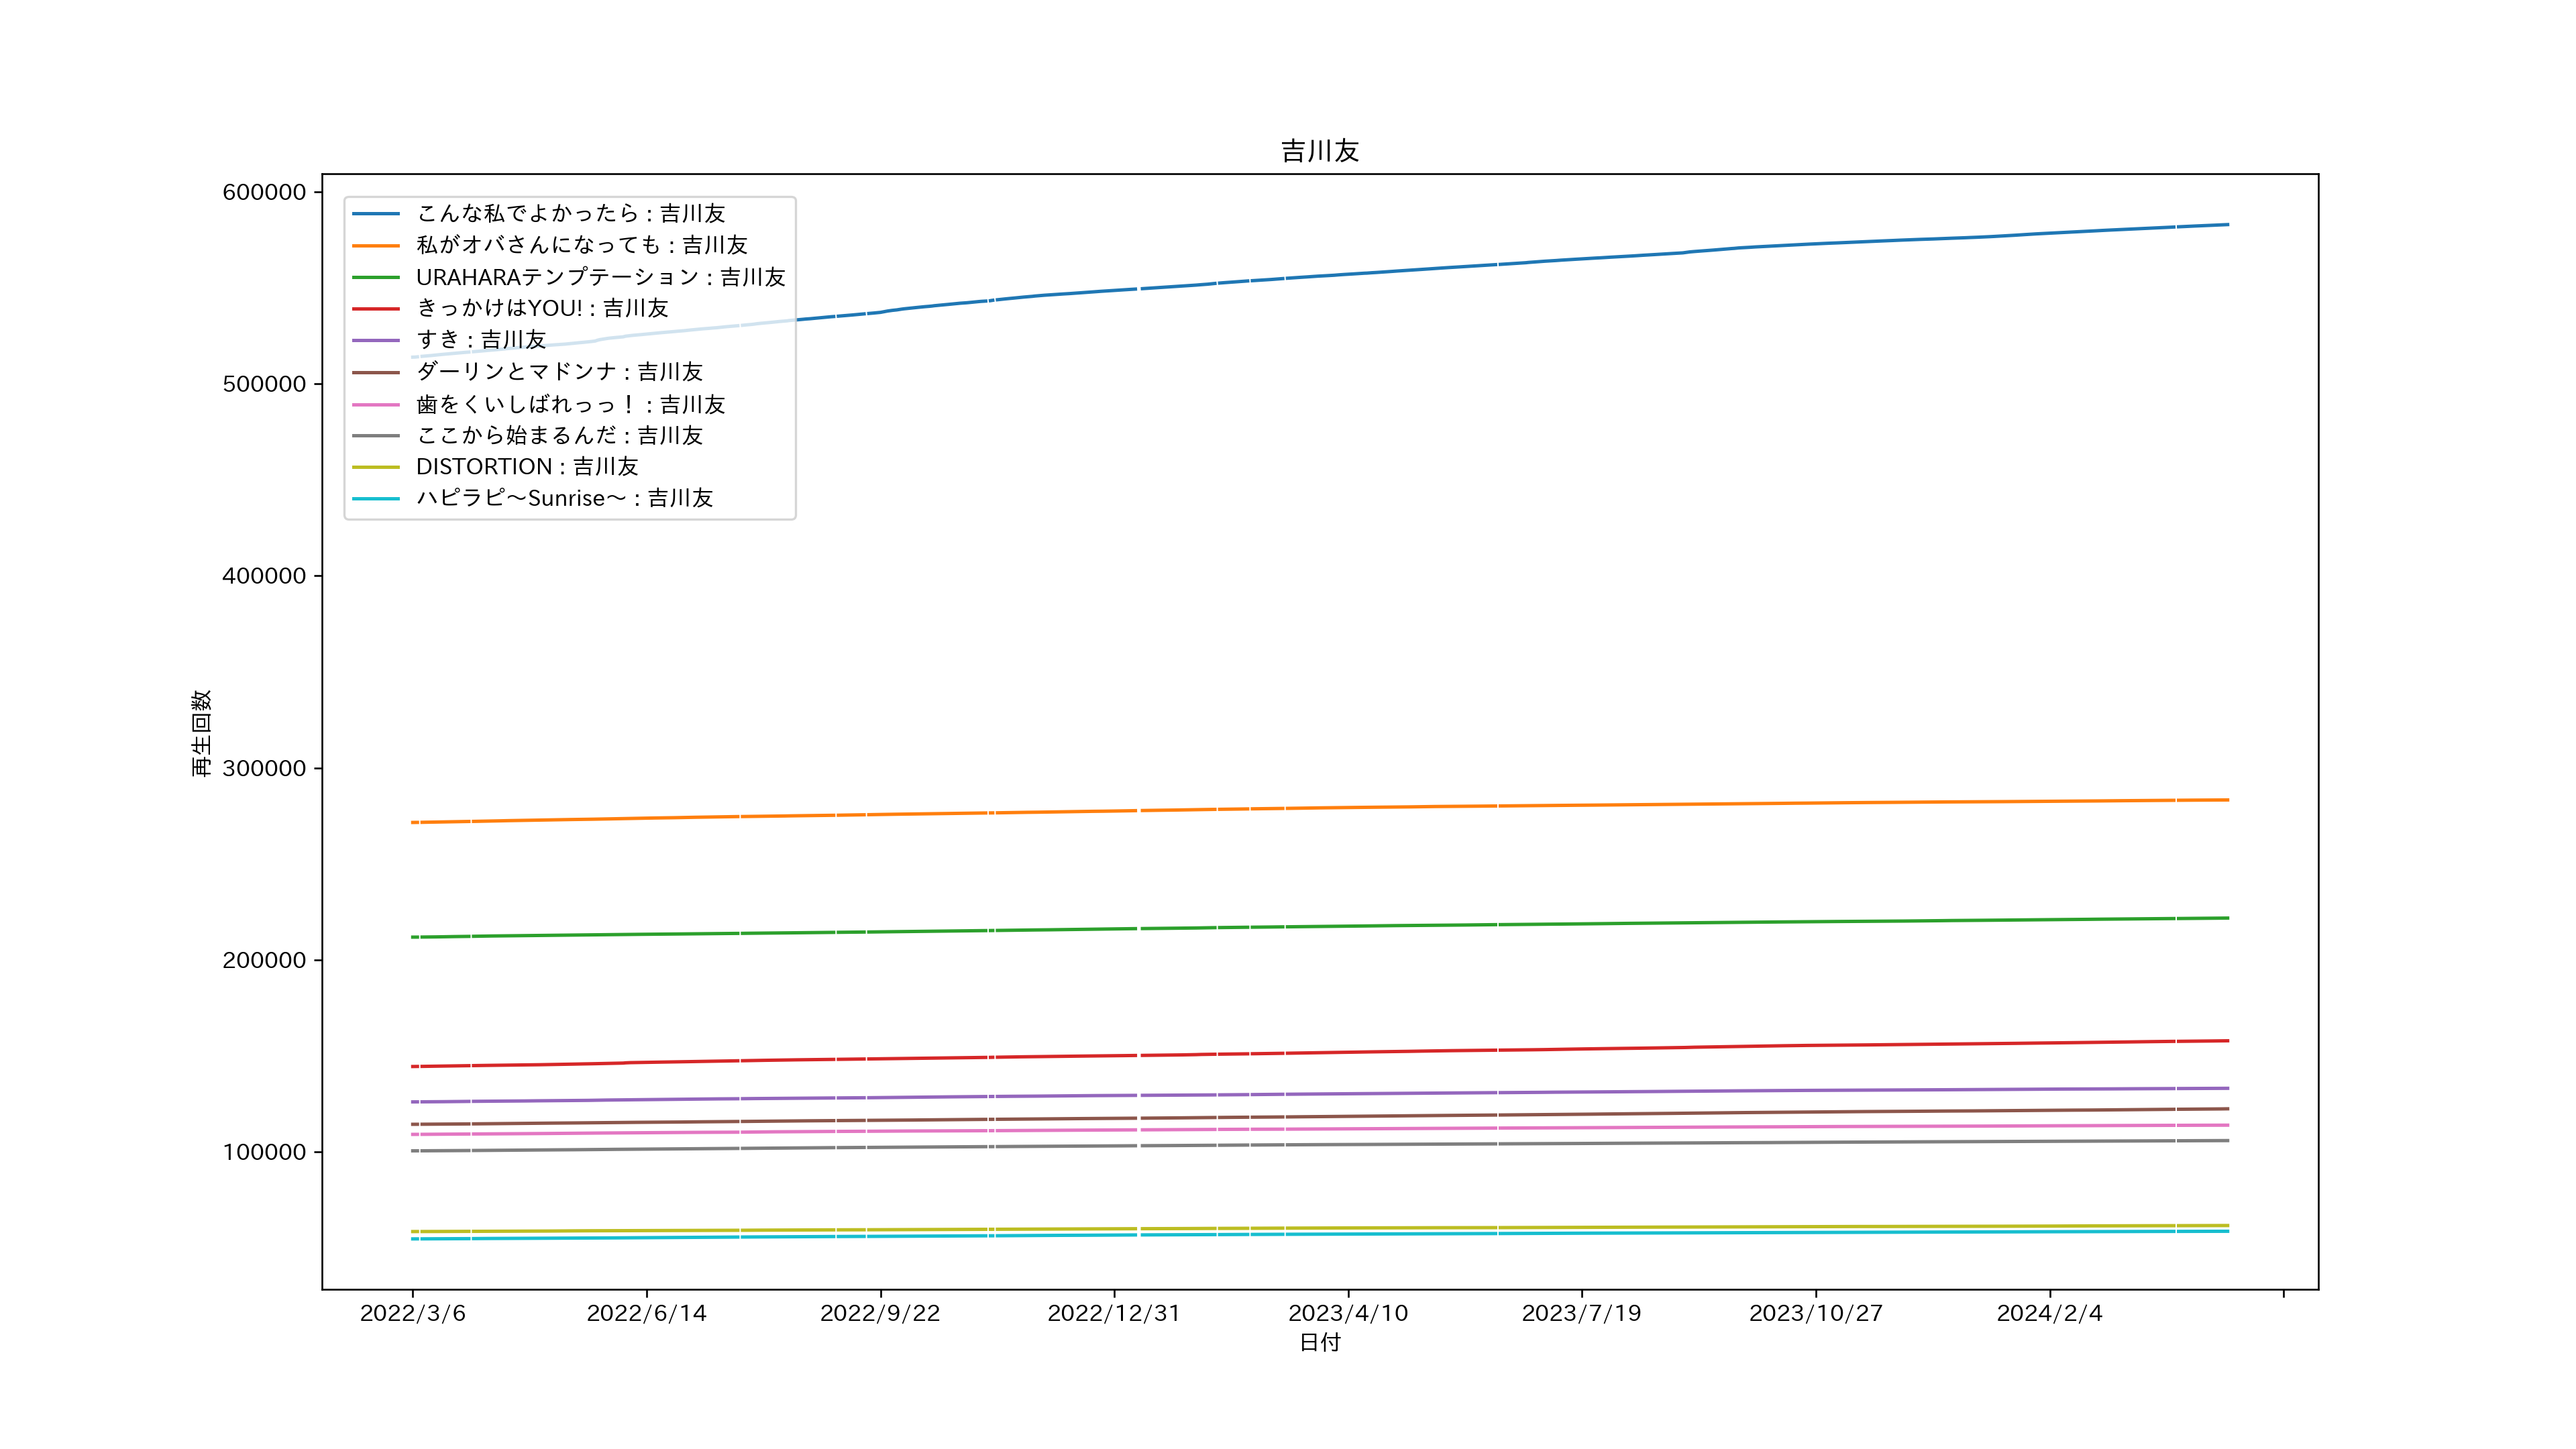 吉川友
600000
500000
400000
300000
200000
100000
再生回数
こんな私でよかったら : 吉川友
私がオバさんになっても : 吉川友
URAHARAテンプテーション : 吉川友
きっかけはYOU! : 吉川友
すき : 吉川友
ダーリンとマドンナ : 吉川友
歯をくいしばれっっ！ : 吉川友
ここから始まるんだ : 吉川友
DISTORTION : 吉川友
ハピラピ〜Sunrise〜 : 吉川友
2022/3/6
2022/6/14
2022/9/22
2022/12/31
2023/4/10
2023/7/19
2023/10/27
2024/2/4
日付